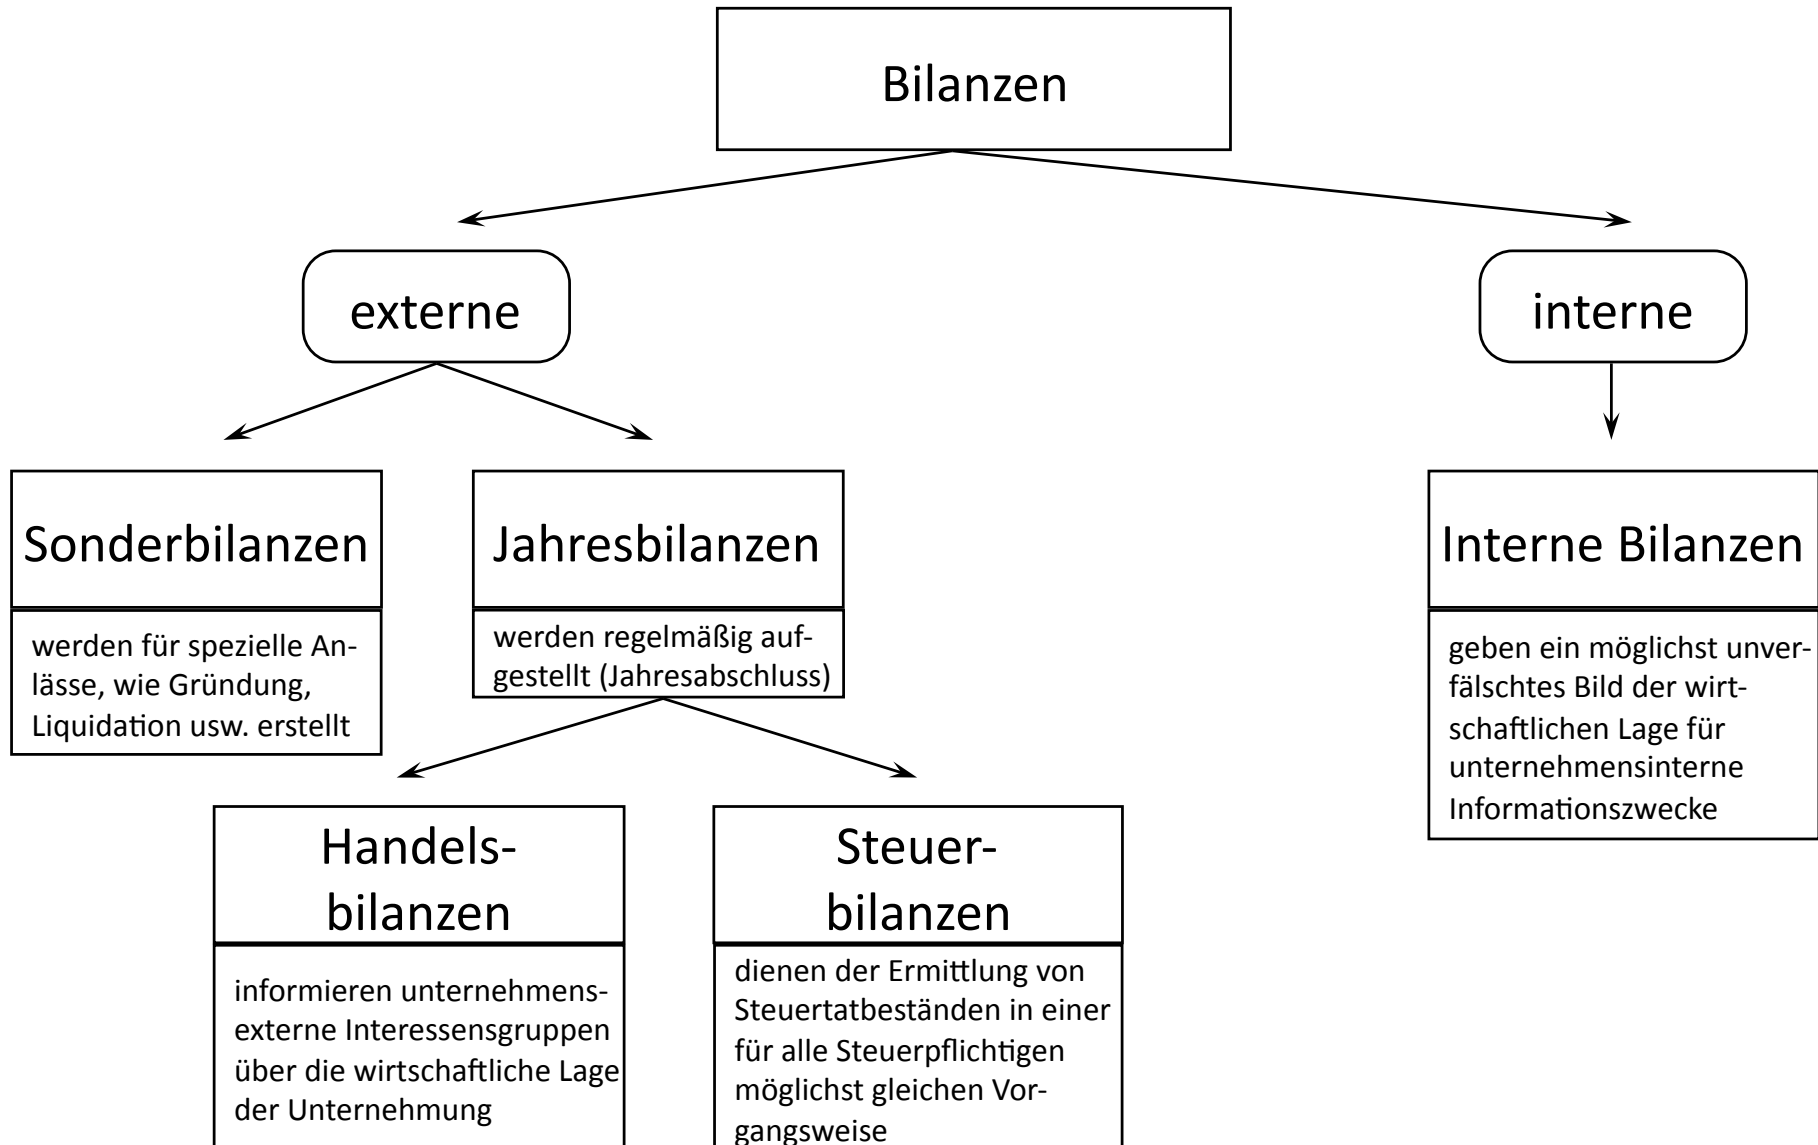 Bilanzen
externe
interne
Sonderbilanzen
werden für spezielle An-
lässe, wie Gründung,
Liquidation usw. erstellt
Jahresbilanzen
werden regelmäßig auf-
gestellt (Jahresabschluss)
Interne Bilanzen
geben ein möglichst unver-
fälschtes Bild der wirt-
schaftlichen Lage für
unternehmensinterne
Informationszwecke
Handels-
bilanzen
informieren unternehmens-
externe Interessensgruppen
über die wirtschaftliche Lage
der Unternehmung
Steuer-
bilanzen
dienen der Ermittlung von
Steuertatbeständen in einer
für alle Steuerpflichtigen
möglichst gleichen Vor-
gangsweise